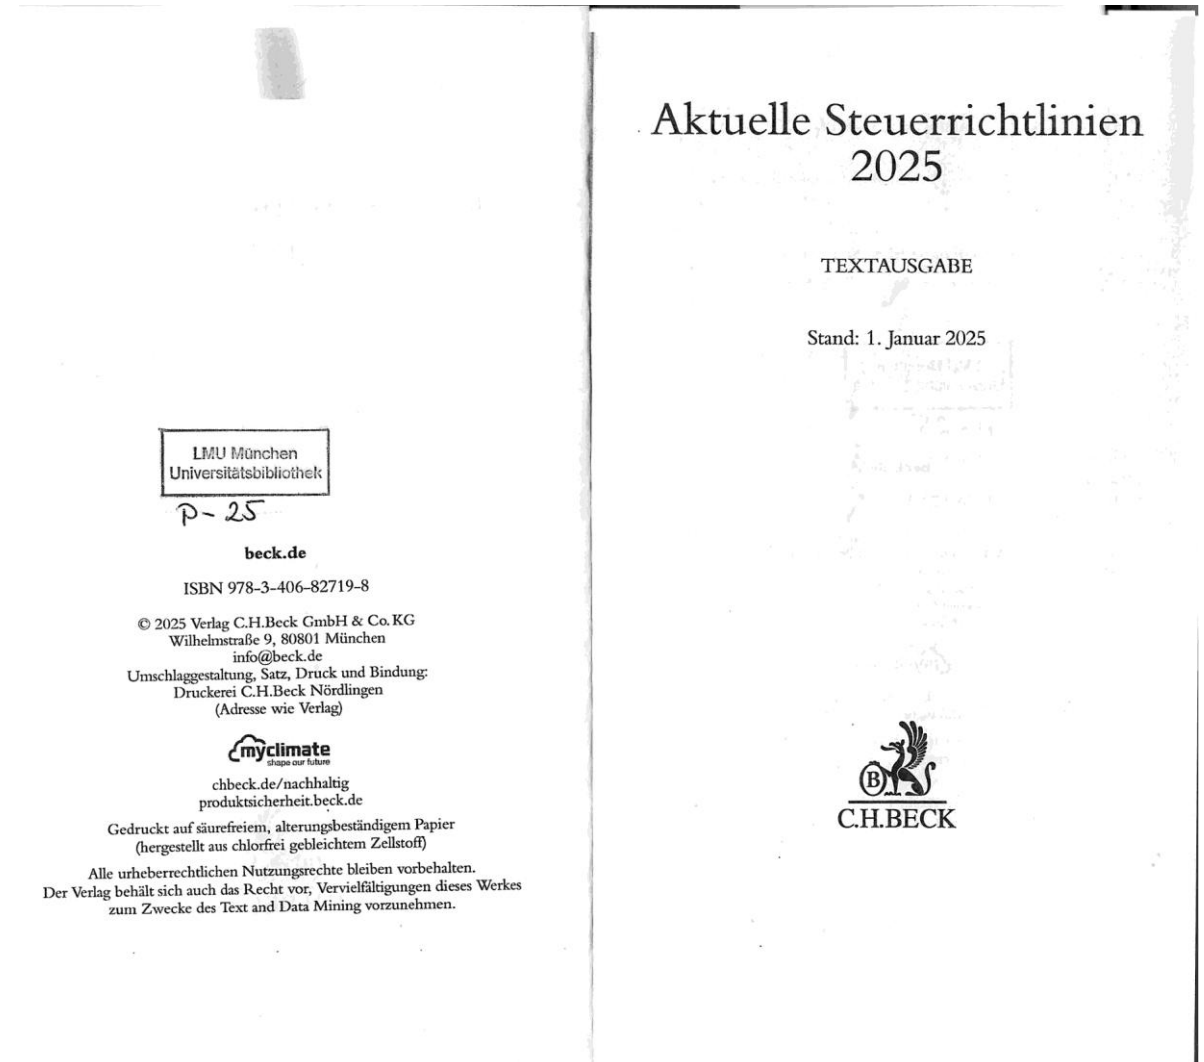 LMU München
Universitätsbibliothek
P-25
beck.de
ISBN 978-3-406-82719-8
© 2025 Verlag C.H.Beck GmbH & Co. KG
Wilhelmstraße 9, 80801 München
info@beck.de
Umschlaggestaltung, Satz, Druck und Bindung:
Druckerei C.H.Beck Nördlingen
(Adresse wie Verlag)
myclimate
shape our future
chbeck.de/nachhaltig
produktsicherheit.beck.de
Gedruckt auf säurefreiem, alterungsbeständigem Papier
(hergestellt aus chlorfrei gebleichtem Zellstoff)
Alle urheberrechtlichen Nutzungsrechte bleiben vorbehalten.
Der Verlag behält sich auch das Recht vor, Vervielfältigungen dieses Werkes
zum Zwecke des Text and Data Mining vorzunehmen.
Aktuelle Steuerrichtlinien
2025
TEXTAUSGABE
Stand: 1. Januar 2025
B
C.H.BECK